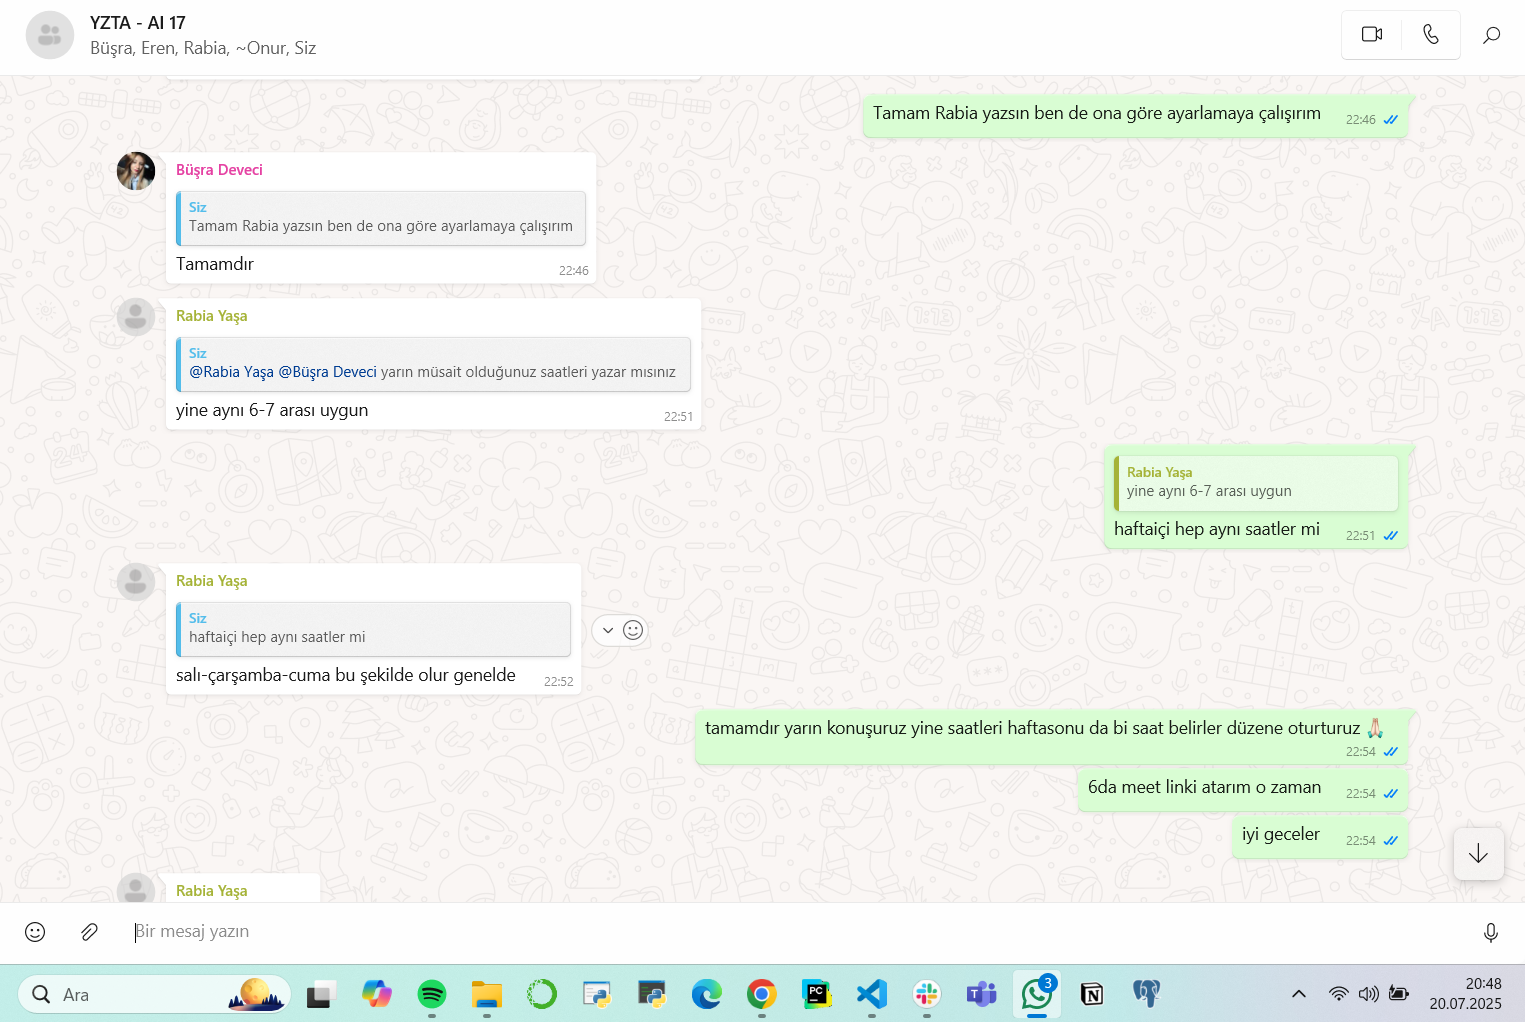 YZTA - AI 17
Büşra, Eren, Rabia, ~Onur, Siz
Tamam Rabia yazsın ben de ona göre ayarlamaya çalışırım
22:46
Büşra Deveci
Siz
Tamam Rabia yazsın ben de ona göre ayarlamaya çalışırım
Tamamdır
22:46
Rabia Yaşa
Siz
@Rabia Yaşa @Büşra Deveci yarın müsait olduğunuz saatleri yazar mısınız
yine aynı 6-7 arası uygun
22:51
Rabia Yaşa
yine aynı 6-7 arası uygun
haftaiçi hep aynı saatler mi
22:51
Rabia Yaşa
Siz
haftaiçi hep aynı saatler mi
salı-çarşamba-cuma bu şekilde olur genelde
22:52
tamamdır yarın konuşuruz yine saatleri haftasonu da bi saat belirler düzene oturturuz 🙏🏻
22:54
6da meet linki atarım o zaman
22:54
iyi geceler
22:54
Rabia Yaşa
Bir mesaj yazın
Ara
PC
3
20:48
20.07.2025